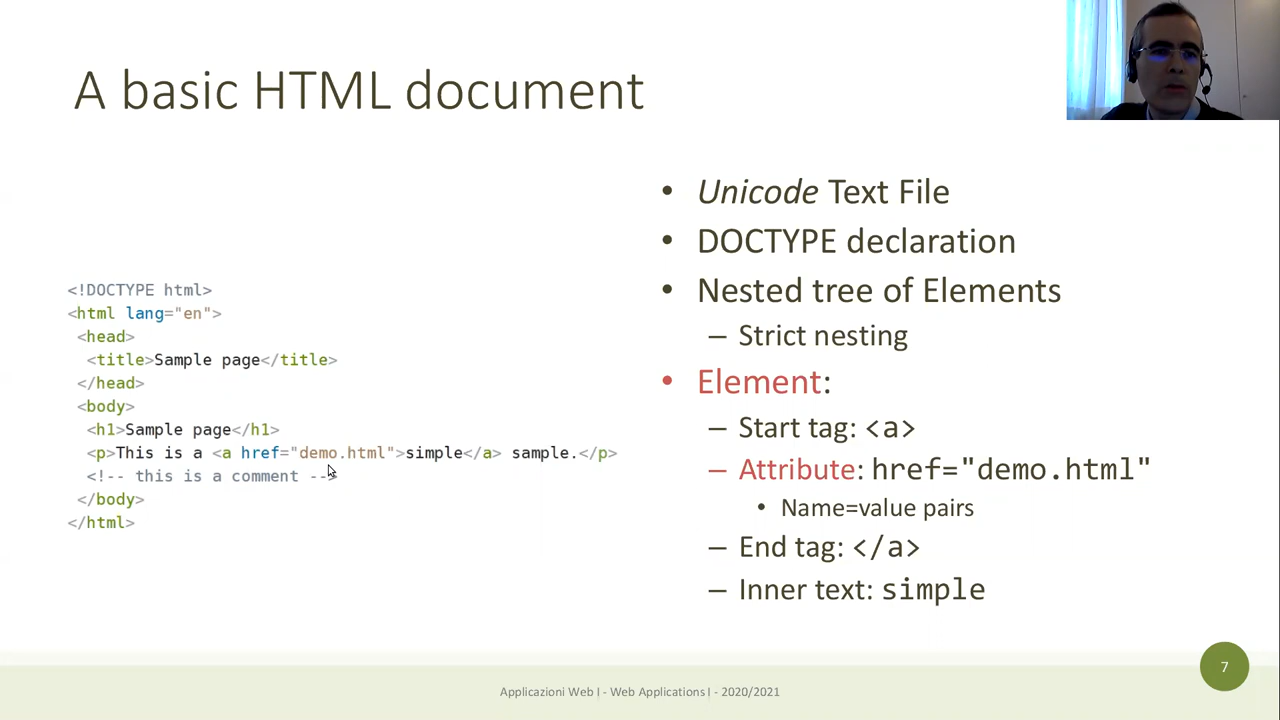 A basic HTML document
<!DOCTYPE html>
<html lang="en">
<head>
<title>Sample page</title>
</head>
<body>
<h1>Sample page</h1>
<p>This is a <a href="demo.html">simple</a> sample.</p>
<!-- this is a comment -->
</body>
</html>
• Unicode Text File
• DOCTYPE declaration
• Nested tree of Elements
– Strict nesting
• Element:
– Start tag: <a>
– Attribute: href="demo.html"
• Name=value pairs
– End tag: </a>
– Inner text: simple
Applicazioni Web I - Web Applications I - 2020/2021
7